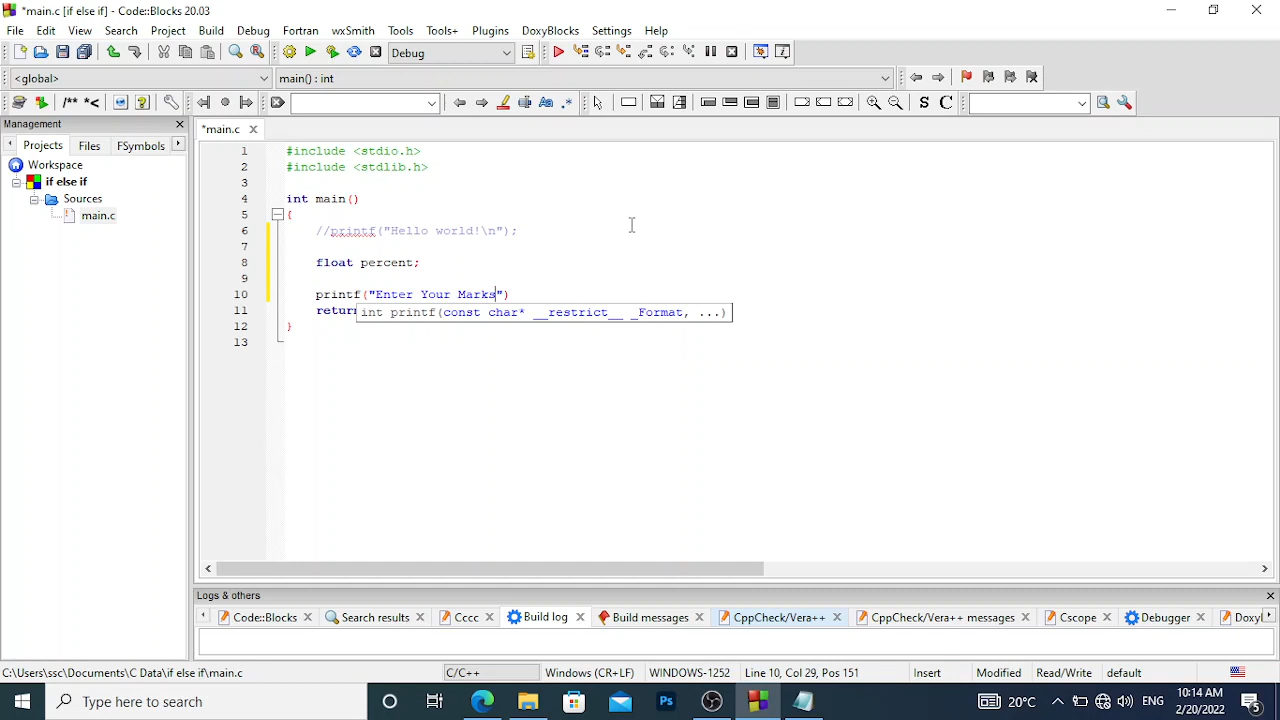 *main.c [if else if] - Code::Blocks 20.03
File Edit View Search Project Build Debug Fortran wxSmith Tools Tools+ Plugins DoxyBlocks Settings Help
Debug
<global> main() : int
/** *< S C
Management
Projects Files FSymbols
Workspace
if else if
Sources
main.c
*main.c
1 #include <stdio.h>
2 #include <stdlib.h>
3
4 int main()
5 {
6 //printf("Hello world!\n");
7
8 float percent;
9
10 printf("Enter Your Marks")
11 return
int printf(const char* __restrict__ _Format, ...)
12 }
13
Logs & others
Code::Blocks Search results Cccc Build log Build messages CppCheck/Vera++ CppCheck/Vera++ messages Cscope Debugger Doxyl
C:\Users\ssc\Documents\C Data\if else if\main.c C/C++ Windows (CR+LF) WINDOWS-1252 Line 10, Col 29, Pos 151 Insert Modified Read/Write default
Type here to search
Ps
20°C ENG
10:14 AM
2/20/2022
5